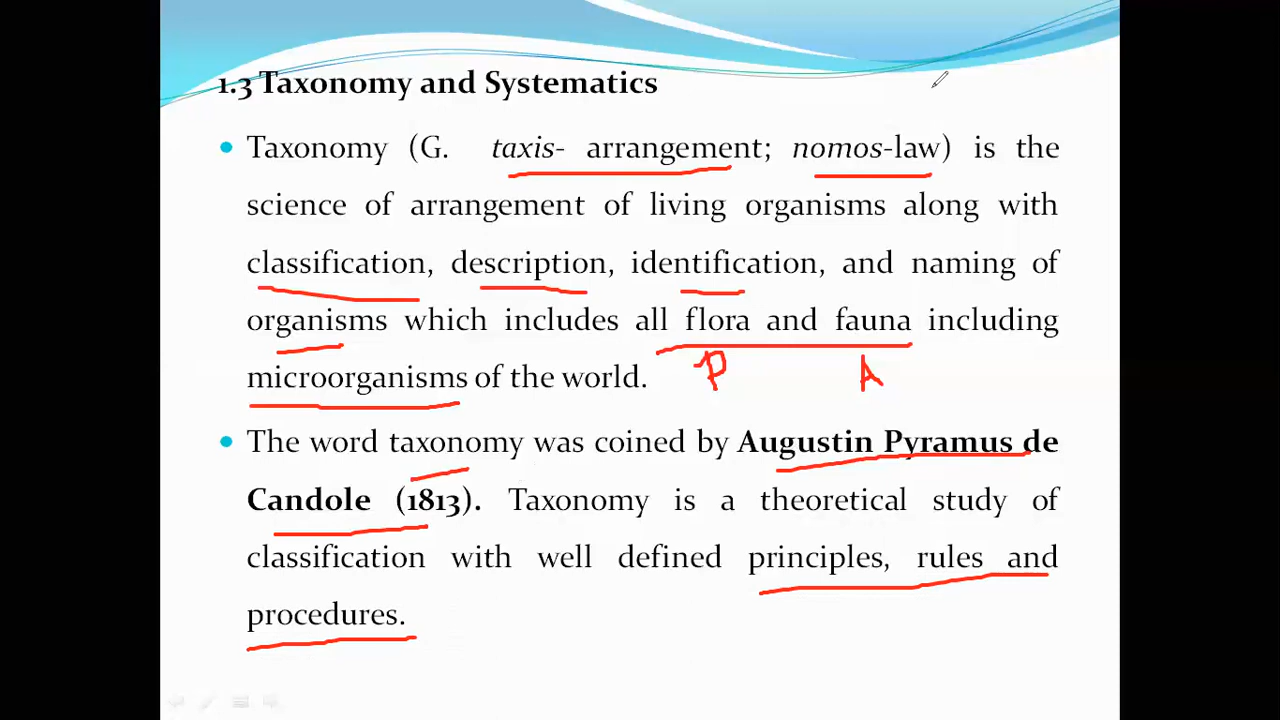 1.3 Taxonomy and Systematics
• Taxonomy (G. taxis- arrangement; nomos-law) is the
science of arrangement of living organisms along with
classification, description, identification, and naming of
organisms which includes all flora and fauna including
P A
microorganisms of the world.
• The word taxonomy was coined by Augustin Pyramus de
Candole (1813). Taxonomy is a theoretical study of
classification with well defined principles, rules and
procedures.